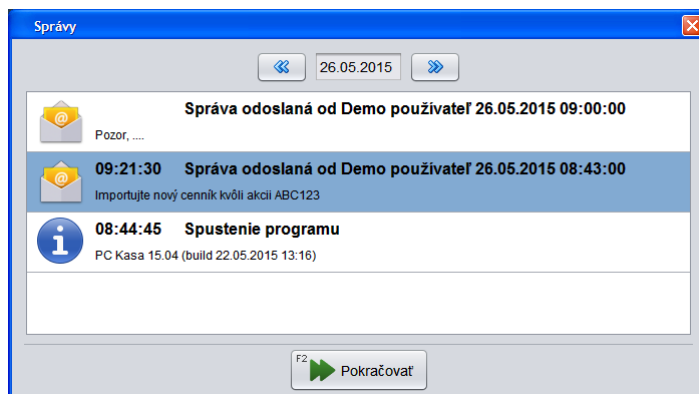 Správy
26.05.2015
Správa odoslaná od Demo používateľ 26.05.2015 09:00:00
Pozor, ....
09:21:30 Správa odoslaná od Demo používateľ 26.05.2015 08:43:00
Importujte nový cenník kvôli akcii ABC123
08:44:45 Spustenie programu
PC Kasa 15.04 (build 22.05.2015 13:16)
F2 Pokračovať